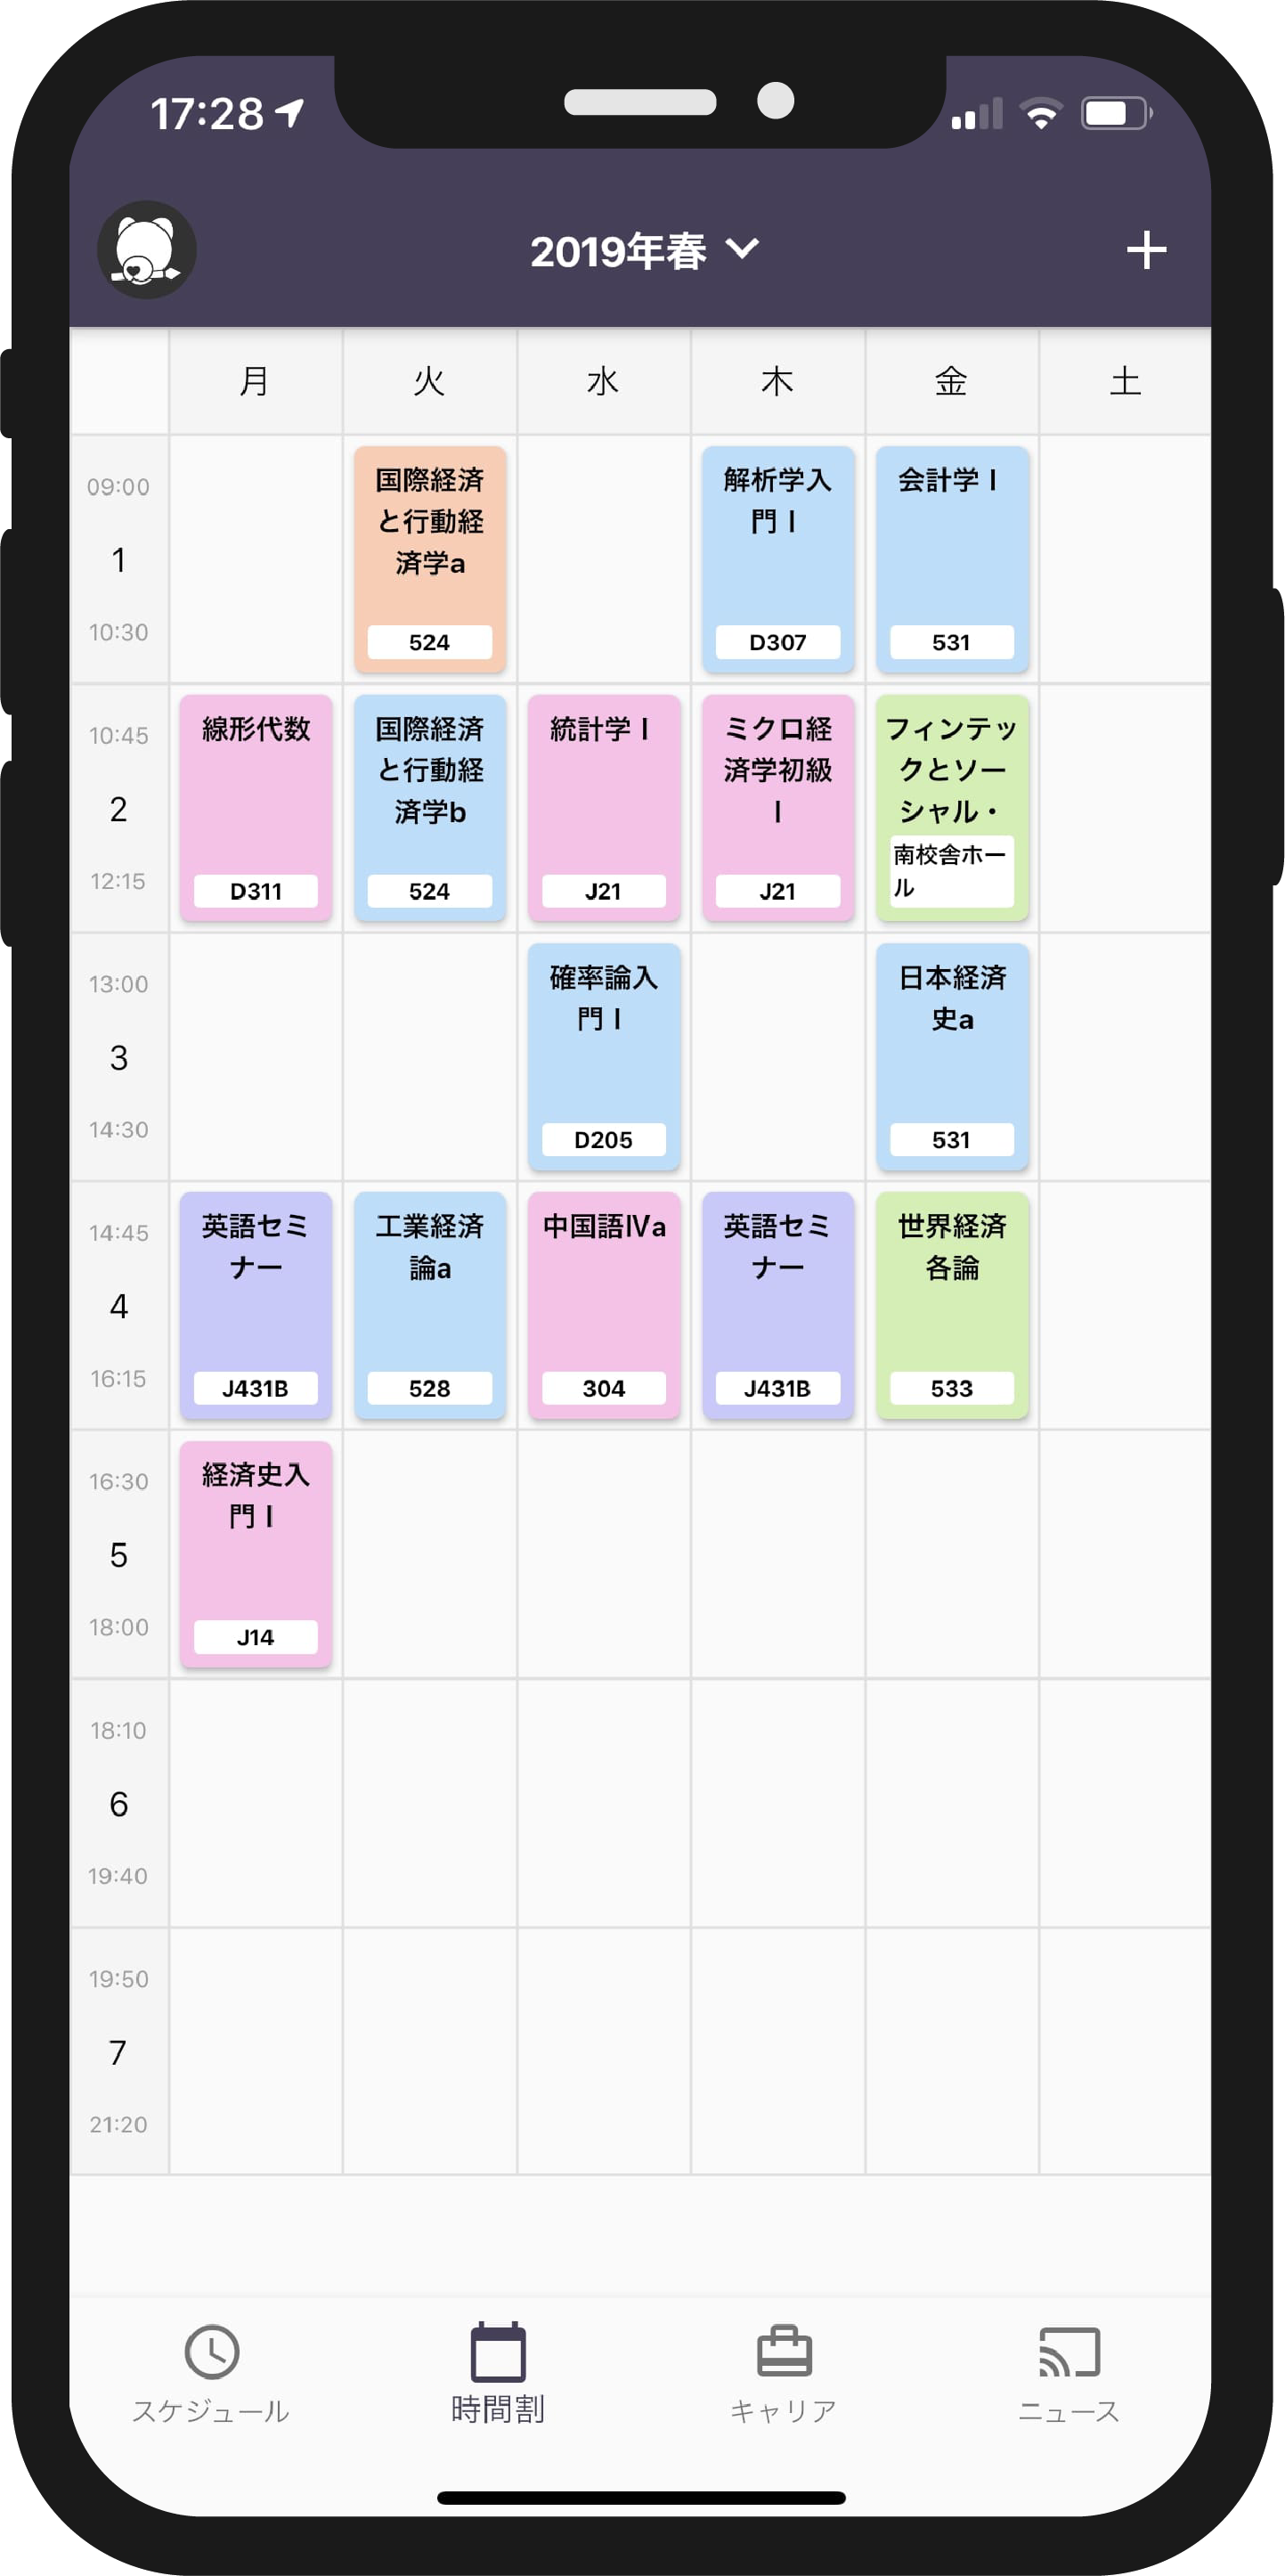 17:28
2019年春
月 火 水 木 金 土
09:00
1
10:30
国際経済
と行動経
済学a
524
解析学入
門Ⅰ
D307
会計学Ⅰ
531
10:45
2
12:15
線形代数
D311
国際経済
と行動経
済学b
524
統計学Ⅰ
J21
ミクロ経
済学初級
Ⅰ
J21
フィンテッ
クとソー
シャル・
南校舎ホー
ル
13:00
3
14:30
確率論入
門Ⅰ
D205
日本経済
史a
531
14:45
4
16:15
英語セミ
ナー
J431B
工業経済
論a
528
中国語Ⅳa
304
英語セミ
ナー
J431B
世界経済
各論
533
16:30
5
18:00
経済史入
門Ⅰ
J14
18:10
6
19:40
19:50
7
21:20
スケジュール 時間割 キャリア ニュース